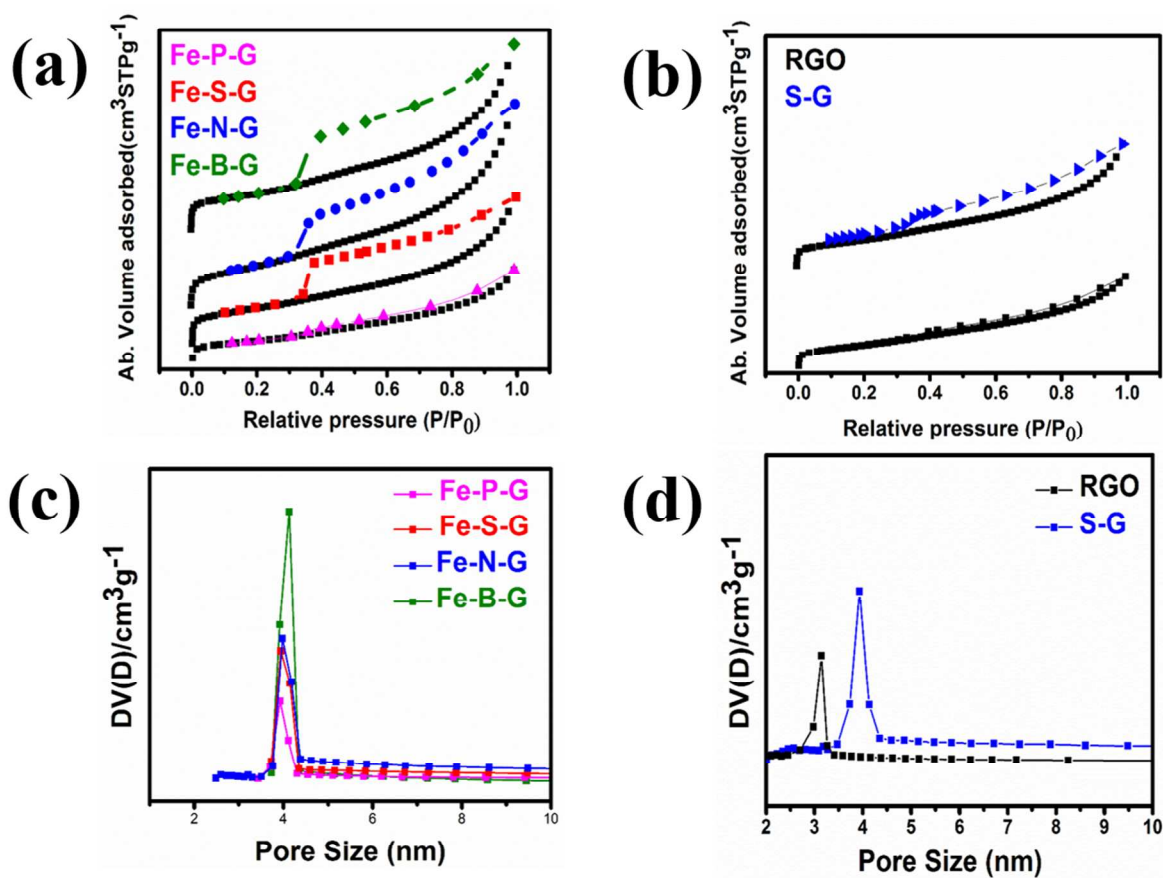 (a)
Fe-P-G
Fe-S-G
Fe-N-G
Fe-B-G
Ab. Volume adsorbed(cm³STPg⁻¹)
0.0 0.2 0.4 0.6 0.8 1.0
Relative pressure (P/P₀)
(b)
RGO
S-G
Ab. Volume adsorbed(cm³STPg⁻¹)
0.0 0.2 0.4 0.6 0.8 1.0
Relative pressure (P/P₀)
(c)
Fe-P-G
Fe-S-G
Fe-N-G
Fe-B-G
DV(D)/cm³g⁻¹
2 4 6 8 10
Pore Size (nm)
(d)
RGO
S-G
DV(D)/cm³g⁻¹
2 3 4 5 6 7 8 9 10
Pore Size (nm)